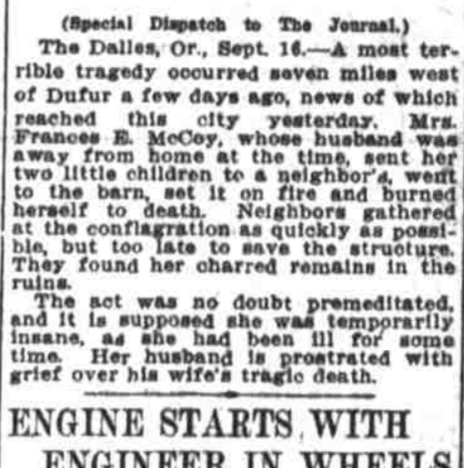 (Special Dispatch to The Journal.)
The Dalles, Or., Sept. 16.—A most ter-
rible tragedy occurred seven miles west
of Dufur a few days ago, news of which
reached this city yesterday. Mrs.
Frances E. McCoy, whose husband was
away from home at the time, sent her
two little children to a neighbor's, went
to the barn, set it on fire and burned
herself to death. Neighbors gathered
at the conflagration as quickly as possi-
ble, but too late to save the structure.
They found her charred remains in the
ruins.
The act was no doubt premeditated,
and it is supposed she was temporarily
insane, as she had been ill for some
time. Her husband is prostrated with
grief over his wife's tragic death.
ENGINE STARTS WITH
ENGINEER IN WHEELS